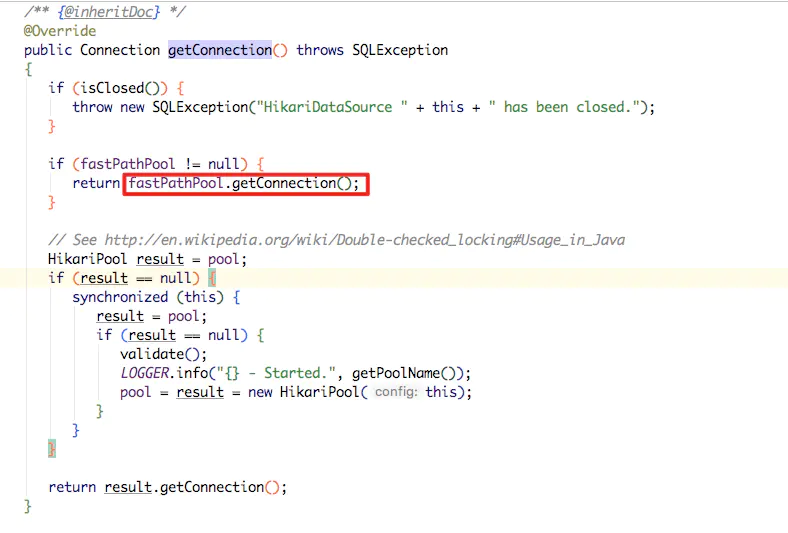 /** {@inheritDoc} */
@Override
public Connection getConnection() throws SQLException
{
if (isClosed()) {
throw new SQLException("HikariDataSource " + this + " has been closed.");
}
if (fastPathPool != null) {
return fastPathPool.getConnection();
}
// See http://en.wikipedia.org/wiki/Double-checked_locking#Usage_in_Java
HikariPool result = pool;
if (result == null) {
synchronized (this) {
result = pool;
if (result == null) {
validate();
LOGGER.info("{} - Started.", getPoolName());
pool = result = new HikariPool( config: this);
}
}
}
return result.getConnection();
}